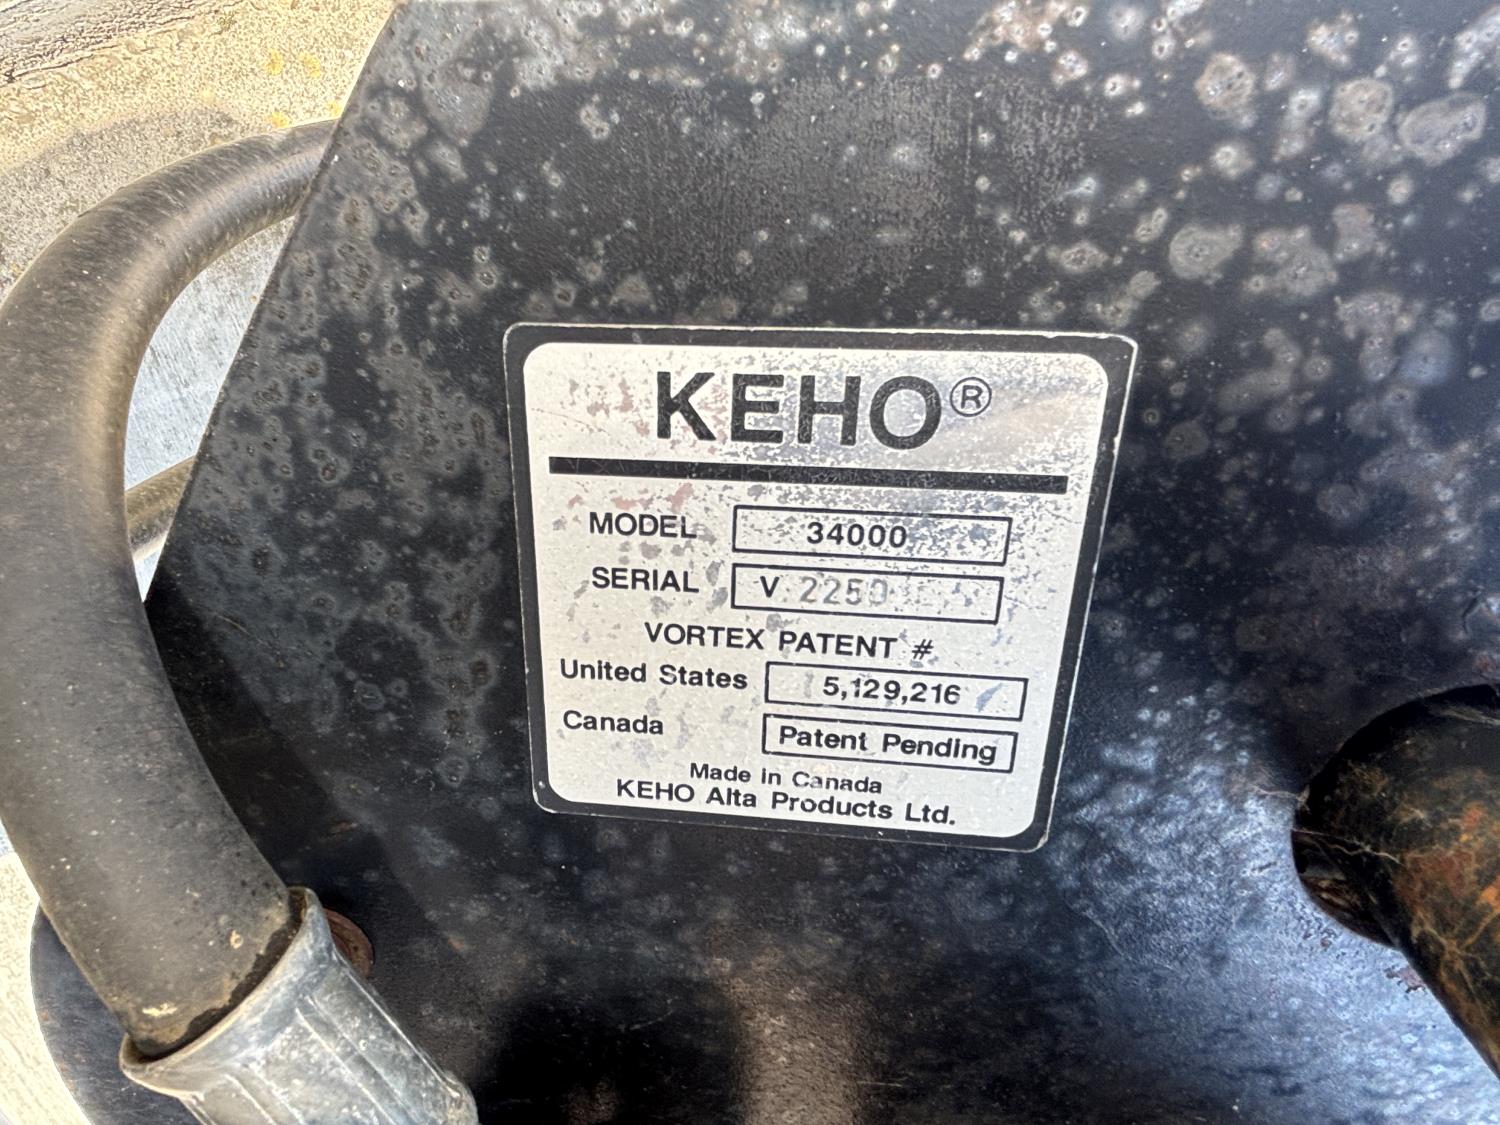 KEHO®
MODEL 34000
SERIAL V 2250
VORTEX PATENT #
United States 5,129,216
Canada Patent Pending
Made in Canada
KEHO Alta Products Ltd.